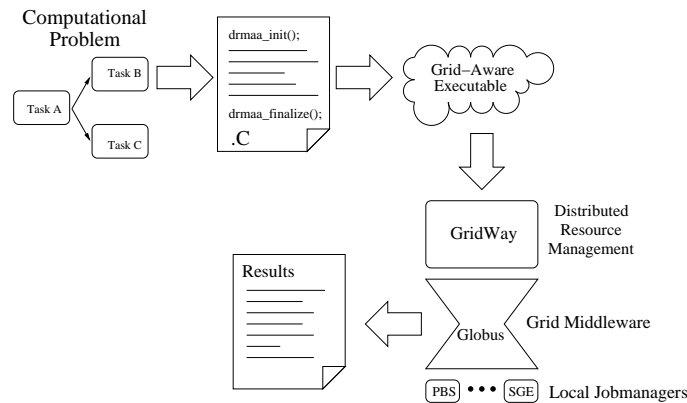 Computational
Problem
Task A
Task B
Task C
drmaa_init();
drmaa_finalize();
.C
Grid–Aware
Executable
GridWay
Distributed
Resource
Management
Globus
Grid Middleware
PBS
SGE
Local Jobmanagers
Results